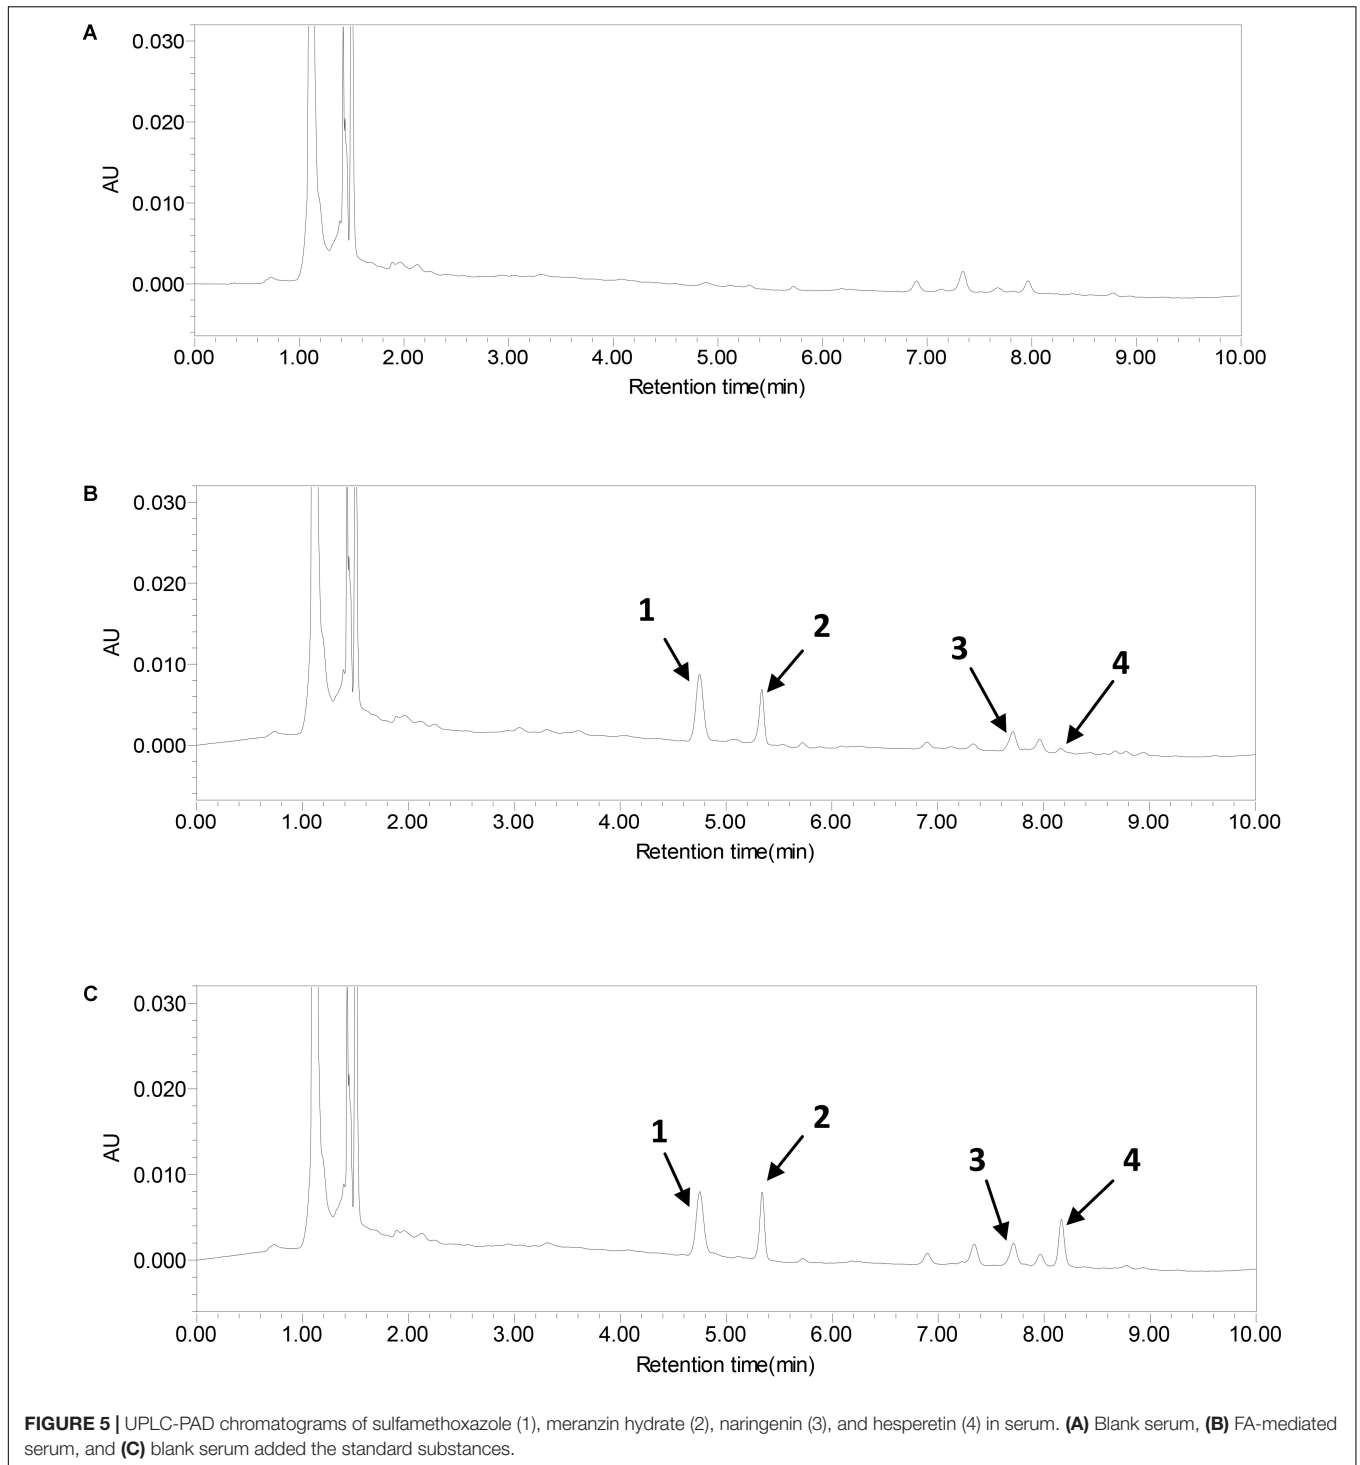 A
0.030
0.020
AU
0.010
0.000
0.00 1.00 2.00 3.00 4.00 5.00 6.00 7.00 8.00 9.00 10.00
Retention time(min)
B
0.030
0.020
1
2
AU
0.010
3
4
0.000
0.00 1.00 2.00 3.00 4.00 5.00 6.00 7.00 8.00 9.00 10.00
Retention time(min)
C
0.030
0.020
1
2
AU
0.010
3
4
0.000
0.00 1.00 2.00 3.00 4.00 5.00 6.00 7.00 8.00 9.00 10.00
Retention time(min)
FIGURE 5 | UPLC-PAD chromatograms of sulfamethoxazole (1), meranzin hydrate (2), naringenin (3), and hesperetin (4) in serum. (A) Blank serum, (B) FA-mediated
serum, and (C) blank serum added the standard substances.